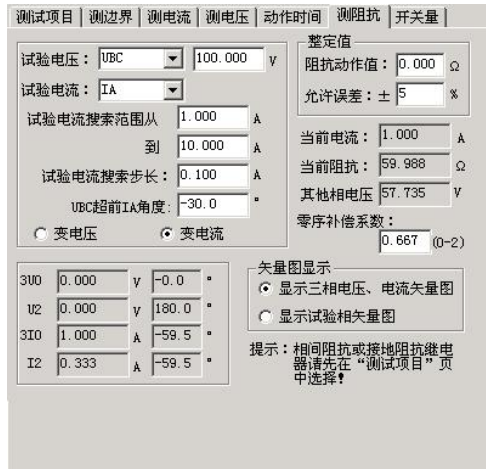 测试项目 测边界 测电流 测电压 动作时间 测阻抗 开关量
试验电压： UBC 100.000 V
试验电流： IA
试验电流搜索范围从 1.000 A
到 10.000 A
试验电流搜索步长： 0.100 A
UBC超前IA角度： -30.0 °
变电压 变电流
整定值
阻抗动作值： 0.000 Ω
允许误差：± 5 %
当前电流： 1.000 A
当前阻抗： 59.988 Ω
其他相电压 57.735 V
零序补偿系数：
0.667 (0-2)
3U0 0.000 V -0.0 °
U2 0.000 V 180.0 °
3I0 1.000 A -59.5 °
I2 0.333 A -59.5 °
矢量图显示
显示三相电压、电流矢量图
显示试验相矢量图
提示：相间阻抗或接地阻抗继电
器请先在“测试项目”页
中选择！